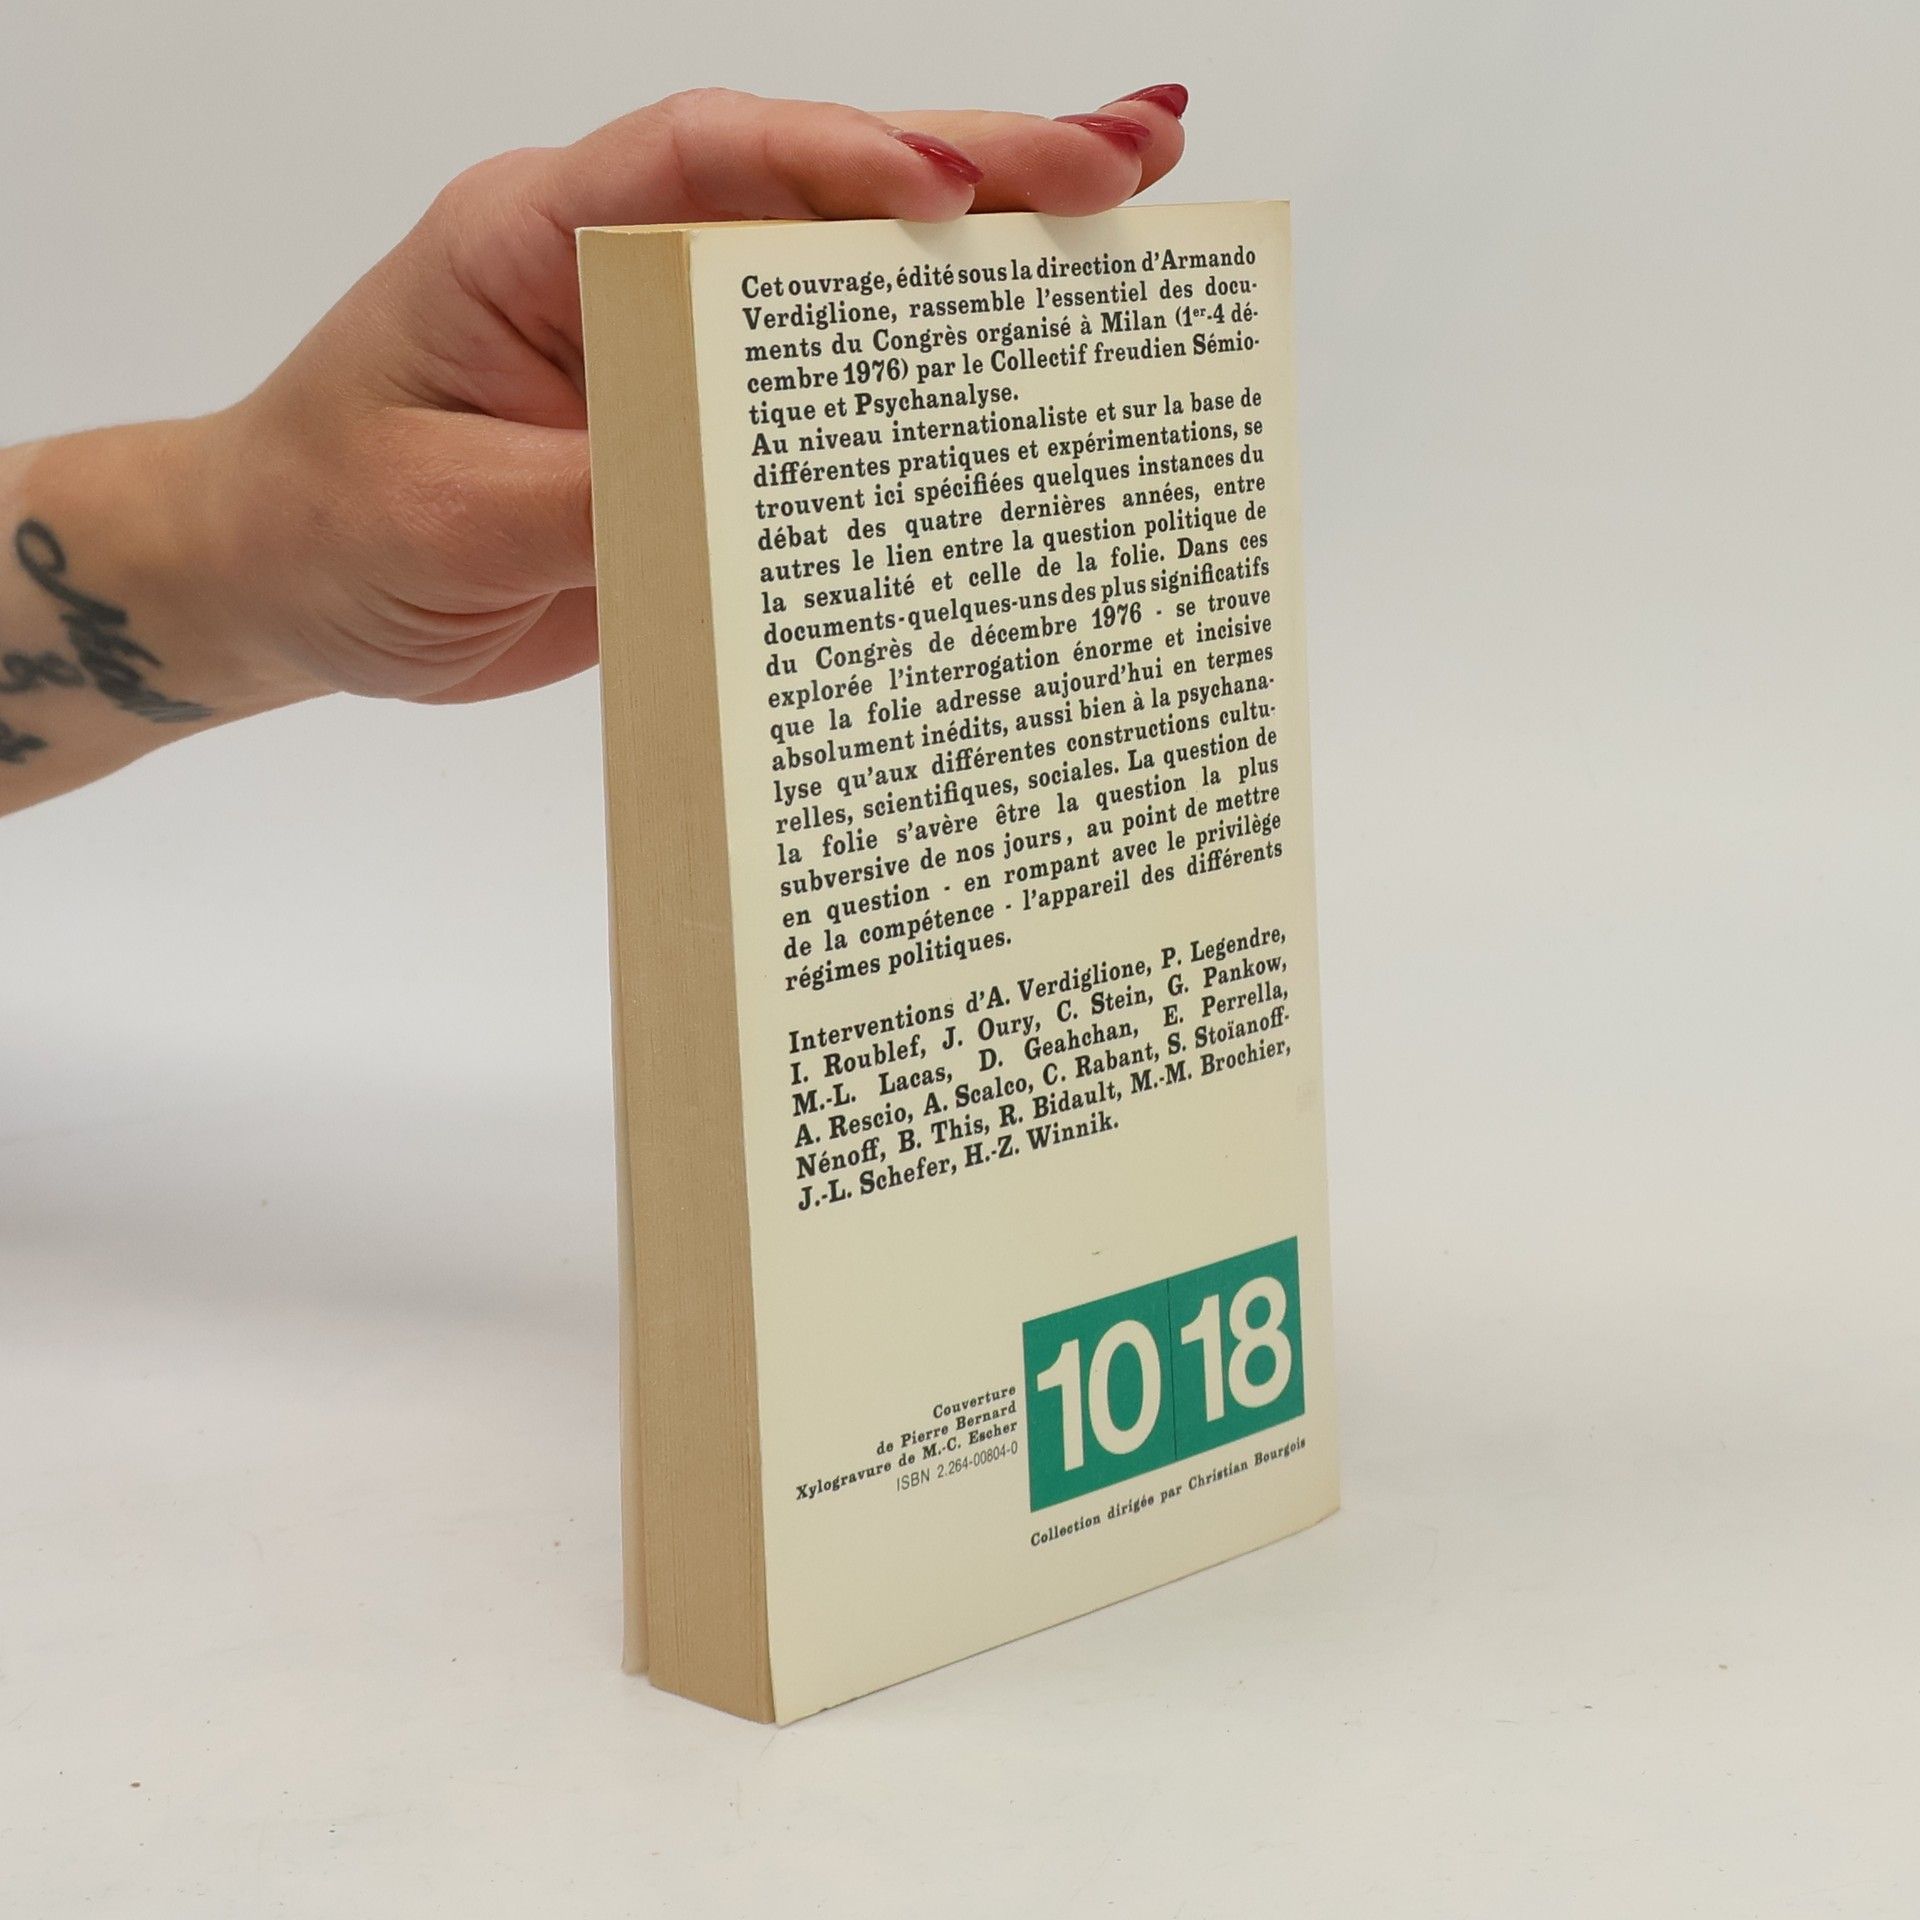 Cet ouvrage, édité sous la direction d'Armando
Verdiglione, rassemble l'essentiel des docu-
ments du Congrès organisé à Milan (1er-4 dé-
cembre 1976) par le Collectif freudien Sémio-
tique et Psychanalyse.
Au niveau internationaliste et sur la base de
différentes pratiques et expérimentations, se
trouvent ici spécifiées quelques instances du
débat des quatre dernières années, entre
autres le lien entre la question politique de
la sexualité et celle de la folie. Dans ces
documents - quelques-uns des plus significatifs
du Congrès de décembre 1976 - se trouve
explorée l'interrogation énorme et incisive
que la folie adresse aujourd'hui en termes
absolument inédits, aussi bien à la psychana-
lyse qu'aux différentes constructions cultu-
relles, scientifiques, sociales. La question de
la folie s'avère être la question la plus
subversive de nos jours, au point de mettre
en question - en rompant avec le privilège
de la compétence - l'appareil des différents
régimes politiques.
Interventions d'A. Verdiglione, P. Legendre,
I. Roublef, J. Oury, C. Stein, G. Pankow,
M.-L. Lacas, D. Geahchan, E. Perrella,
A. Rescio, A. Scalco, C. Rabant, S. Stoïanoff-
Nénoff, B. This, R. Bidault, M.-M. Brochier,
J.-L. Schefer, H.-Z. Winnik.
10 18
Couverture
de Pierre Bernard
Xylogravure de M.-C. Escher
ISBN 2.264-00804-0
Collection dirigée par Christian Bourgois